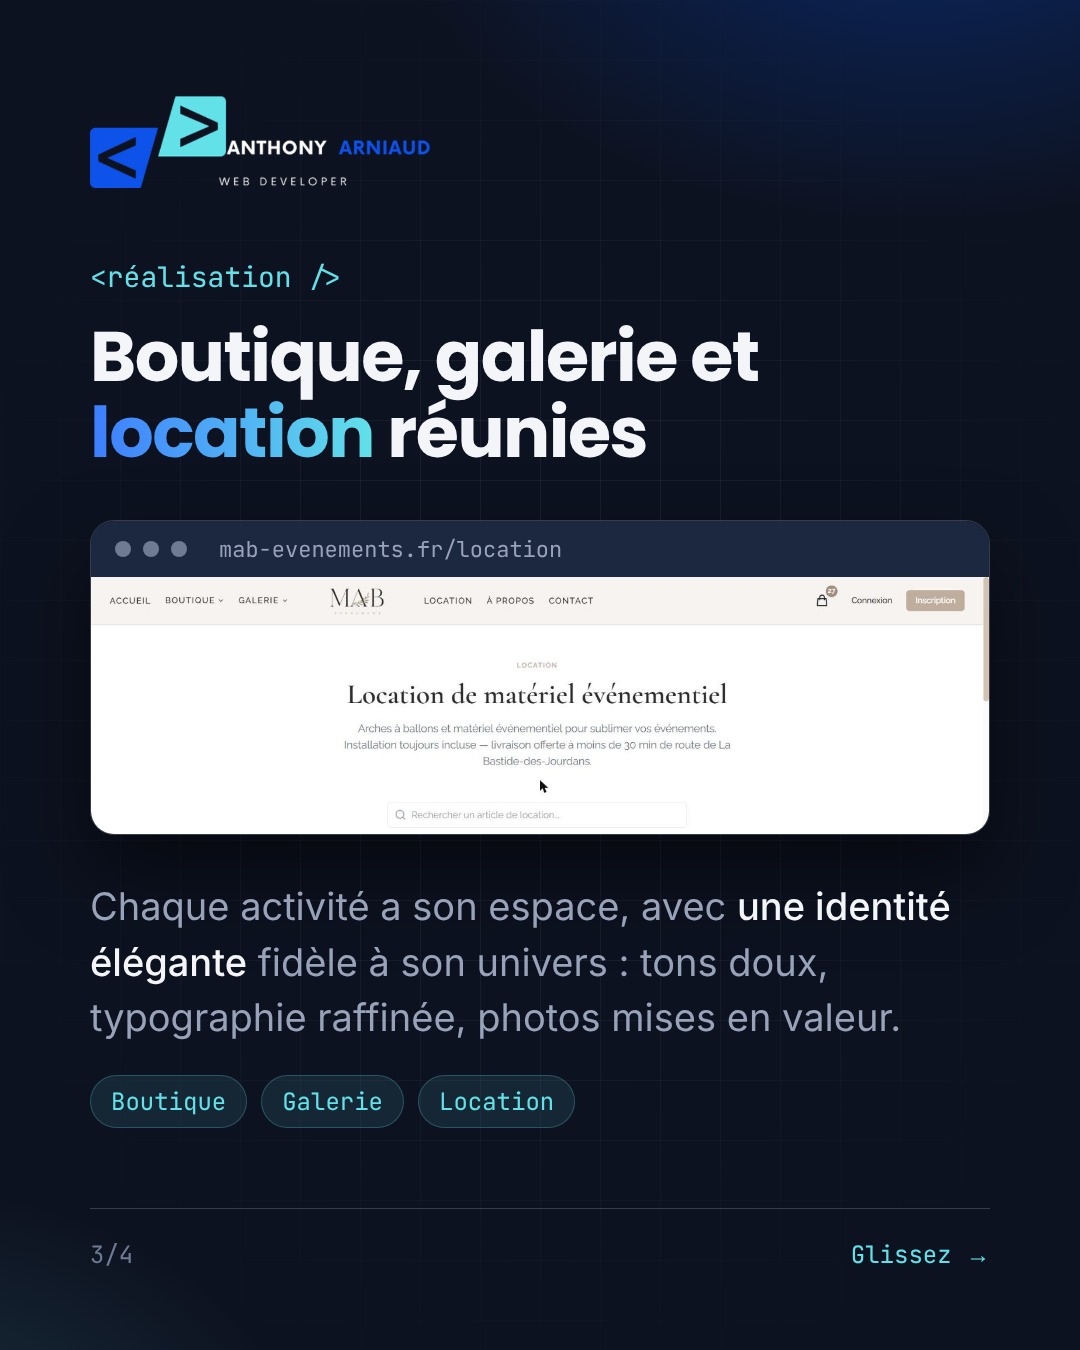 < >
ANTHONY ARNIAUD
WEB DEVELOPER
<réalisation />
Boutique, galerie et
location réunies
mab-evenements.fr/location
ACCUEIL BOUTIQUE GALERIE MAB LOCATION À PROPOS CONTACT 27 Connexion Inscription
LOCATION
Location de matériel événementiel
Arches à ballons et matériel événementiel pour sublimer vos événements.
Installation toujours incluse — livraison offerte à moins de 30 min de route de La
Bastide-des-Jourdans.
Rechercher un article de location...
Chaque activité a son espace, avec une identité
élégante fidèle à son univers : tons doux,
typographie raffinée, photos mises en valeur.
Boutique Galerie Location
3/4 Glissez →